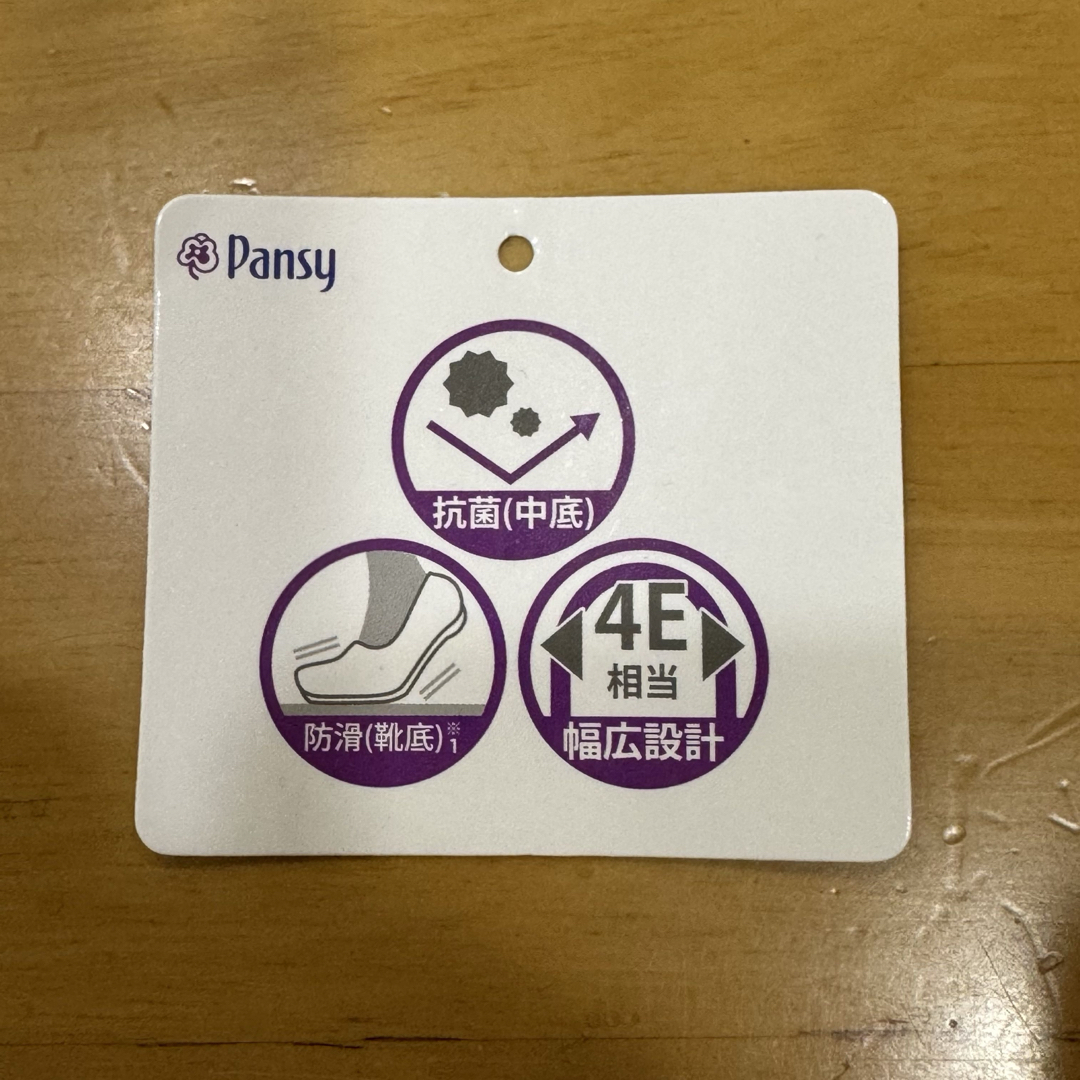 Pansy
抗菌(中底)
防滑(靴底)※1
4E
相当
幅広設計